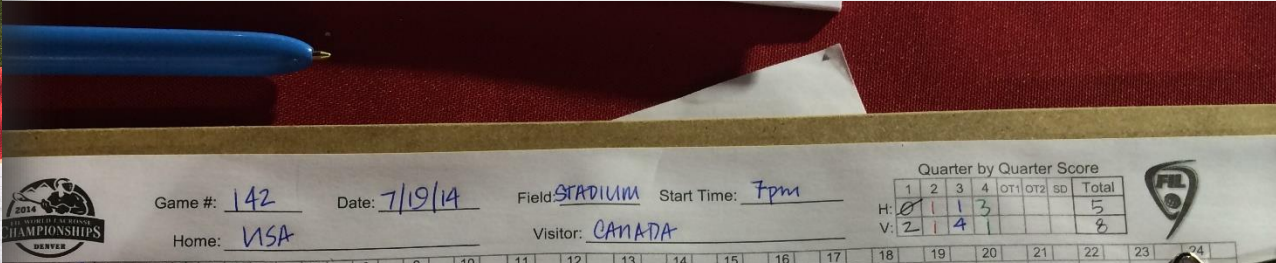 2014
FIL WORLD LACROSSE
CHAMPIONSHIPS
DENVER
Game #: 142 Date: 7/19/14 Field: STADIUM Start Time: 7pm
Home: USA Visitor: CANADA
Quarter by Quarter Score
1 2 3 4 OT1 OT2 SD Total
H: 0 1 1 3 5
V: 2 1 4 1 8
FIL
10 11 12 13 14 15 16 17 18 19 20 21 22 23 24